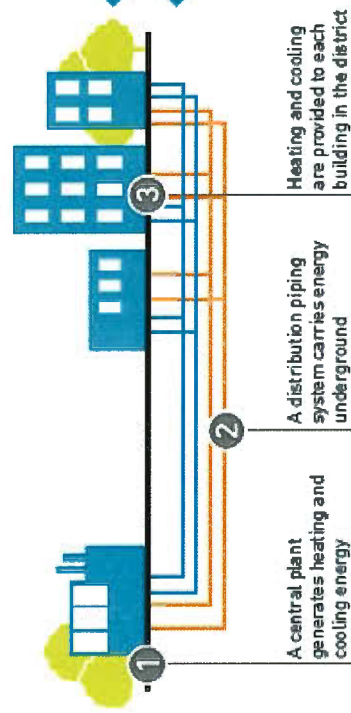 1
A central plant
generates heating and
cooling energy
2
A distribution piping
system carries energy
underground
3
Heating and cooling
are provided to each
building in the district